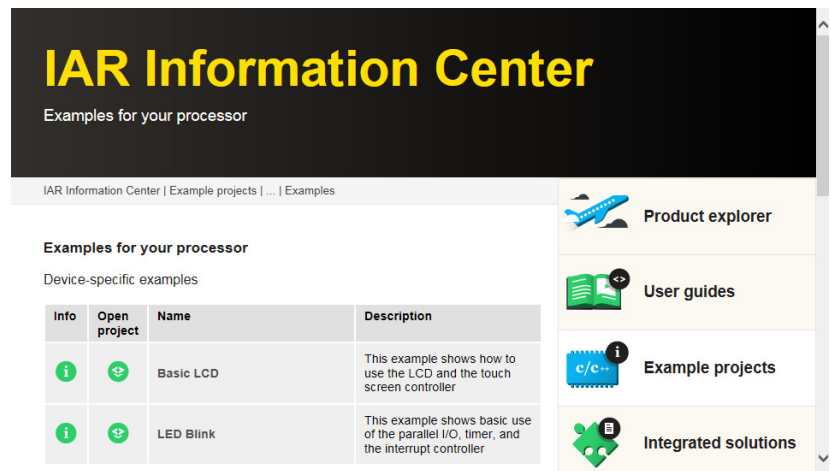 IAR Information Center
Examples for your processor
IAR Information Center | Example projects | ... | Examples
Examples for your processor
Device-specific examples
Info Open project Name Description
Basic LCD
This example shows how to
use the LCD and the touch
screen controller
LED Blink
This example shows basic use
of the parallel I/O, timer, and
the interrupt controller
Product explorer
<>
User guides
i
c/c++
Example projects
Integrated solutions